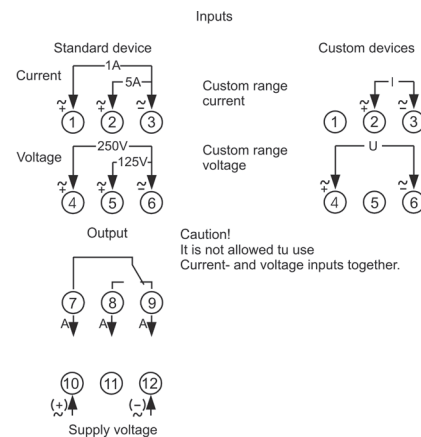 Inputs
Standard device
Custom devices
Current
1A
5A
Custom range
current
I
~
+
~
+
~
−
~
+
~
−
1
2
3
1
2
3
Voltage
250V
125V
Custom range
voltage
U
~
+
~
+
~
−
~
+
~
−
4
5
6
4
5
6
Output
Caution!
It is not allowed tu use
Current- and voltage inputs together.
7
8
9
A
A
A
10
11
12
(+)
~
(−)
~
Supply voltage